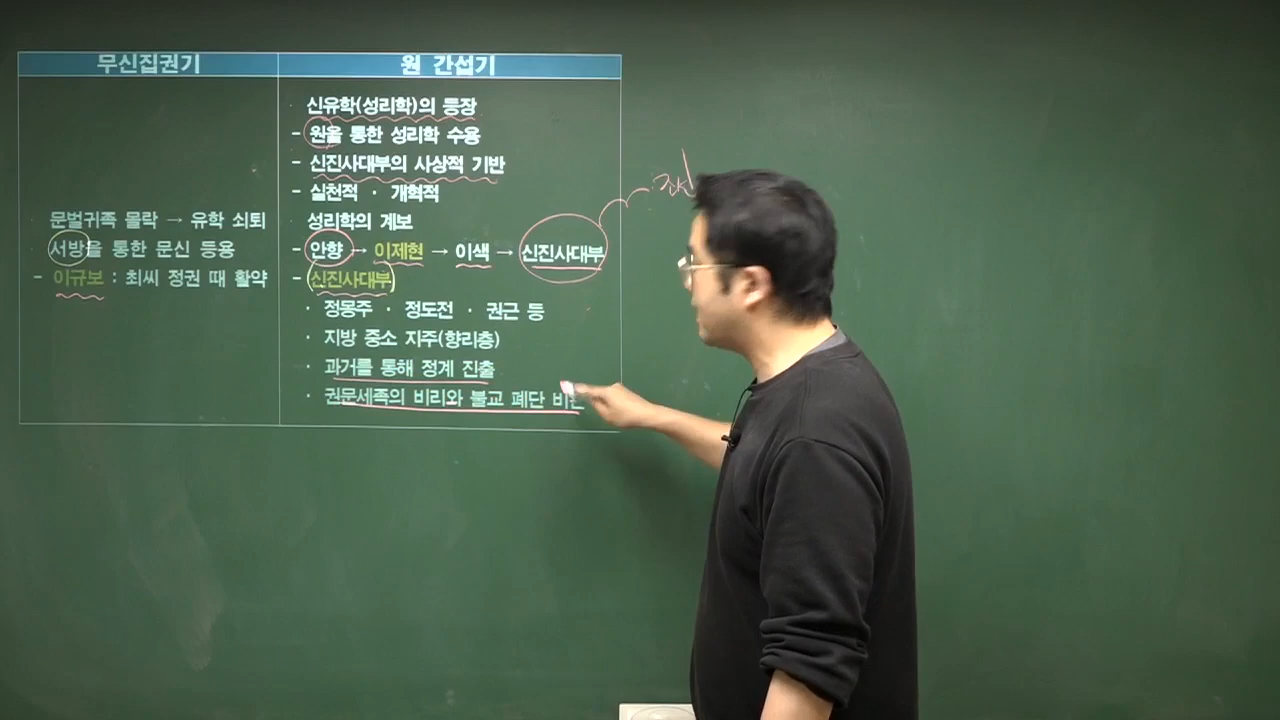 무신집권기
문벌귀족 몰락 → 유학 쇠퇴
서방을 통한 문신 등용
- 이규보 : 최씨 정권 때 활약
원 간섭기
· 신유학(성리학)의 등장
- 원을 통한 성리학 수용
- 신진사대부의 사상적 기반
- 실천적 · 개혁적
성리학의 계보
- 안향 → 이제현 → 이색 → 신진사대부
- 신진사대부
· 정몽주 · 정도전 · 권근 등
· 지방 중소 지주(향리층)
· 과거를 통해 정계 진출
· 권문세족의 비리와 불교 폐단 비판